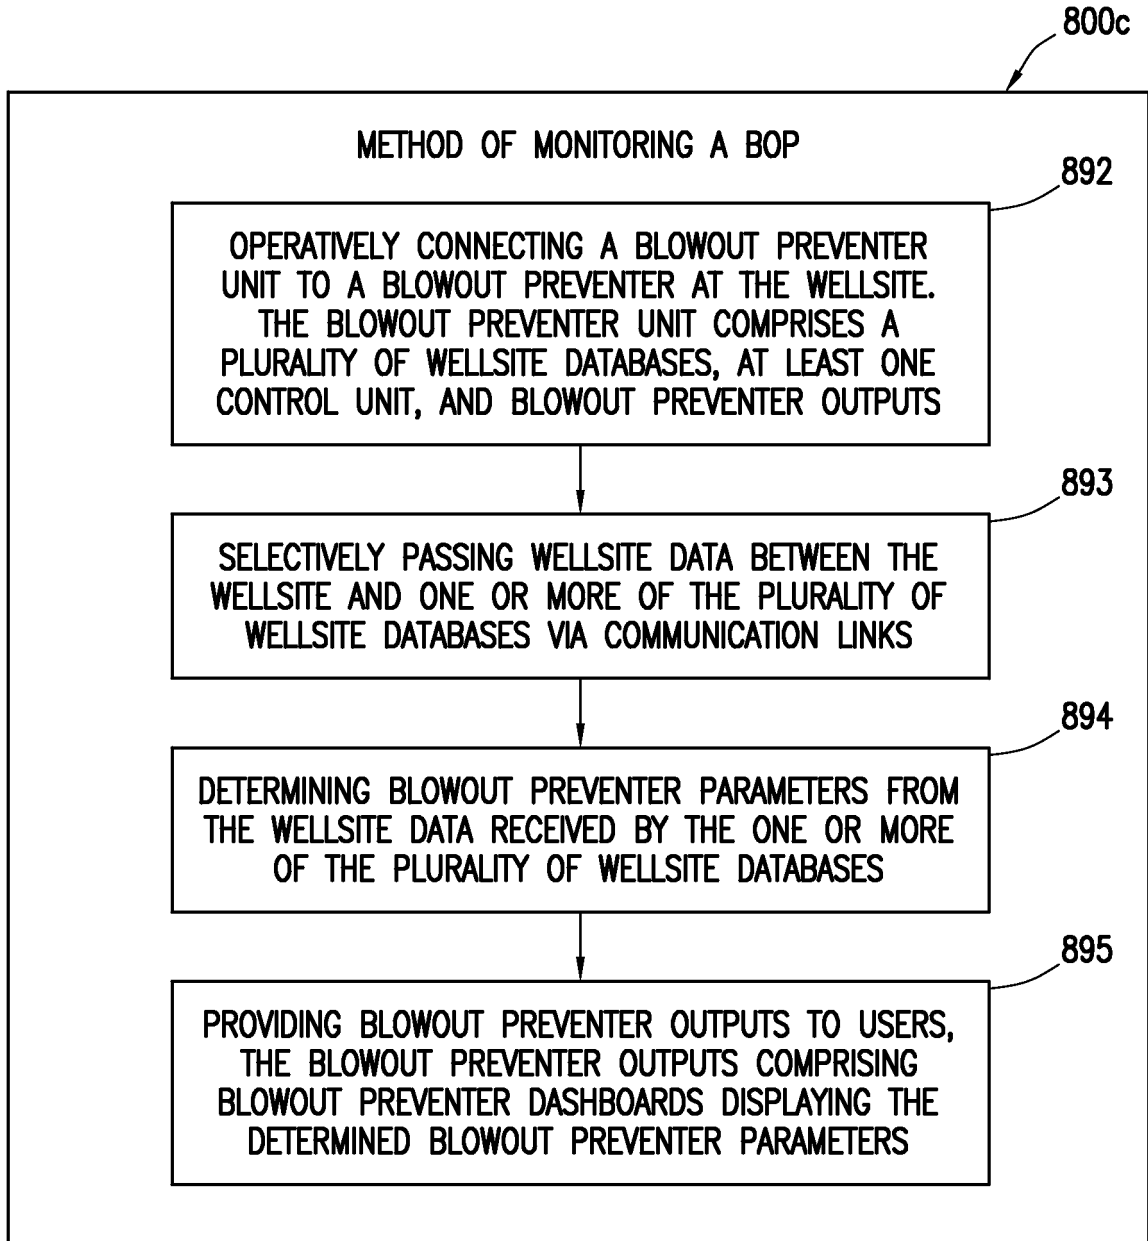 800c
METHOD OF MONITORING A BOP
892
OPERATIVELY CONNECTING A BLOWOUT PREVENTER
UNIT TO A BLOWOUT PREVENTER AT THE WELLSITE.
THE BLOWOUT PREVENTER UNIT COMPRISES A
PLURALITY OF WELLSITE DATABASES, AT LEAST ONE
CONTROL UNIT, AND BLOWOUT PREVENTER OUTPUTS
893
SELECTIVELY PASSING WELLSITE DATA BETWEEN THE
WELLSITE AND ONE OR MORE OF THE PLURALITY OF
WELLSITE DATABASES VIA COMMUNICATION LINKS
894
DETERMINING BLOWOUT PREVENTER PARAMETERS FROM
THE WELLSITE DATA RECEIVED BY THE ONE OR MORE
OF THE PLURALITY OF WELLSITE DATABASES
895
PROVIDING BLOWOUT PREVENTER OUTPUTS TO USERS,
THE BLOWOUT PREVENTER OUTPUTS COMPRISING
BLOWOUT PREVENTER DASHBOARDS DISPLAYING THE
DETERMINED BLOWOUT PREVENTER PARAMETERS